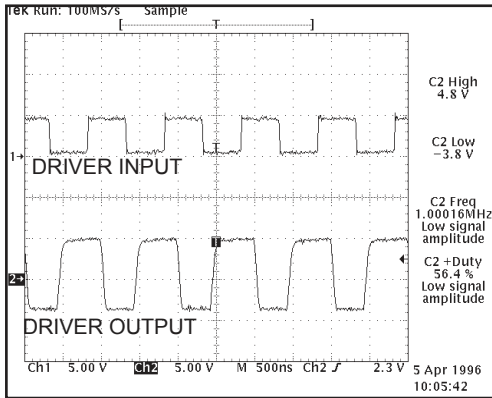 Tek Run: 100MS/s Sample
T
C2 High
4.8 V
T
1→
DRIVER INPUT
C2 Low
−3.8 V
C2 Freq
1.00016MHz
Low signal
amplitude
T
C2 +Duty
56.4 %
Low signal
amplitude
2→
DRIVER OUTPUT
Ch1 5.00 V Ch2 5.00 V M 500ns Ch2 2.3 V
5 Apr 1996
10:05:42